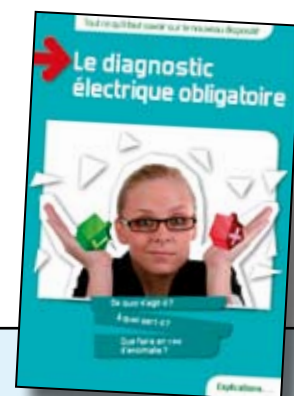 Tout ce qu'il faut savoir sur le nouveau dispositif
Le diagnostic
électrique obligatoire
De quoi s'agit-il ?
À quoi sert-il ?
Que faire en cas
d'anomalie ?
Explications...